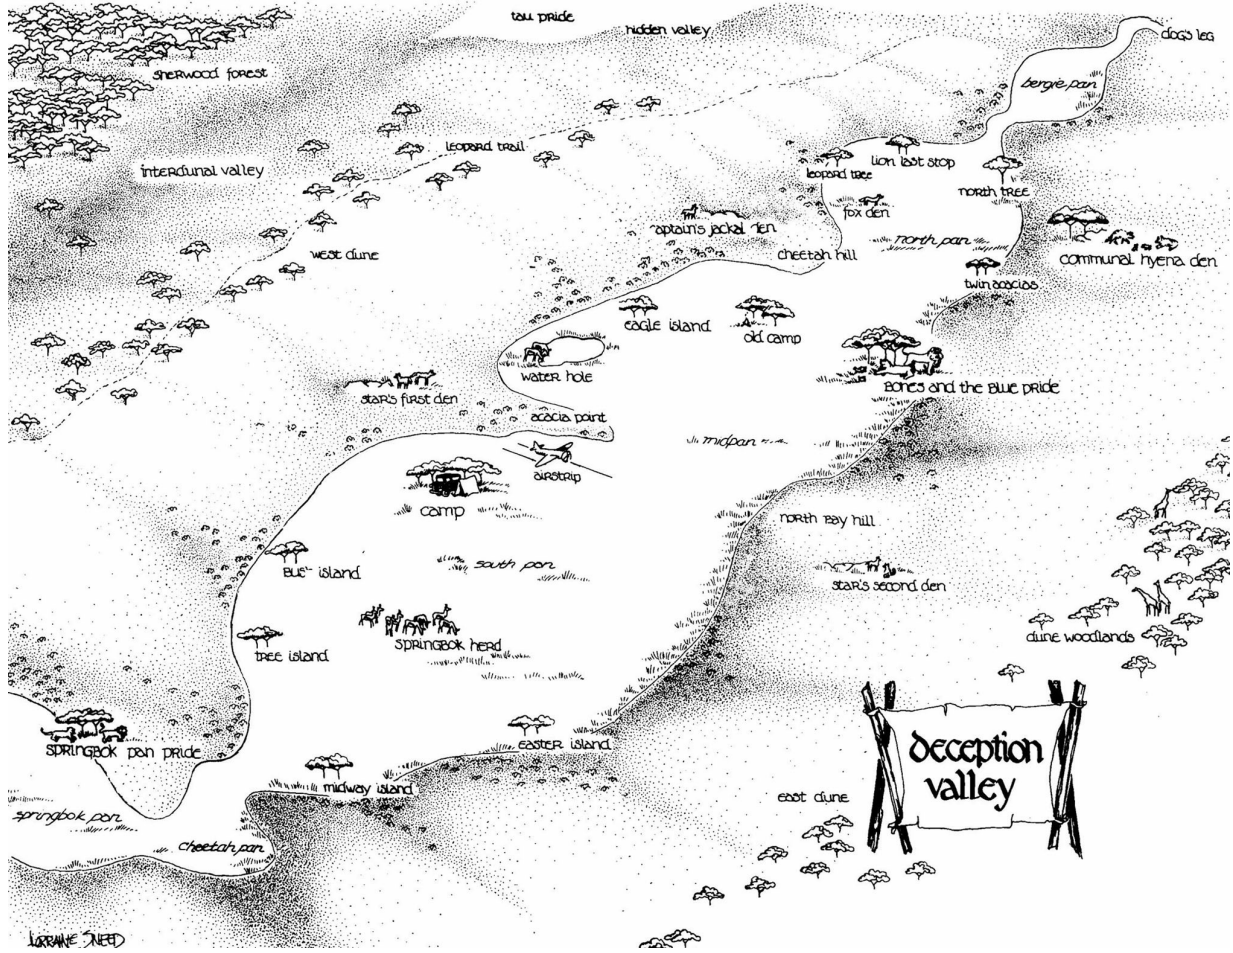 tau pride
hidden valley
dog's leg
sherwood forest
bergie pan
leopard trail
interdunal valley
lion last stop
leopard tree
north tree
fox den
aptain's jackal den
north pan
west dune
cheetah hill
communal hyena den
twin acacias
eagle island
old camp
water hole
bones and the blue pride
star's first den
acacia point
midpan
airstrip
camp
north bay hill
south pan
island
star's second den
dune woodlands
springbok herd
tree island
easter island
springbok pan pride
deception
valley
midway island
east dune
springbok pan
cheetah pan
Lorraine Sneed